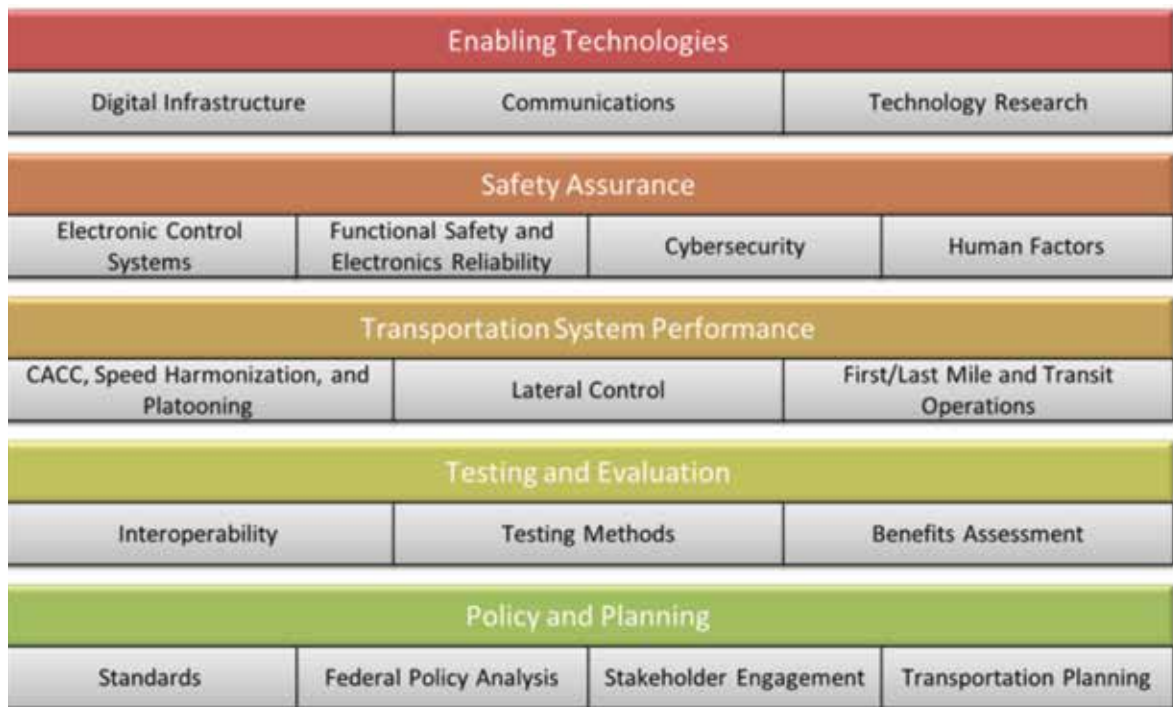 Enabling Technologies
Digital Infrastructure
Communications
Technology Research
Safety Assurance
Electronic Control
Systems
Functional Safety and
Electronics Reliability
Cybersecurity
Human Factors
Transportation System Performance
CACC, Speed Harmonization, and
Platooning
Lateral Control
First/Last Mile and Transit
Operations
Testing and Evaluation
Interoperability
Testing Methods
Benefits Assessment
Policy and Planning
Standards
Federal Policy Analysis
Stakeholder Engagement
Transportation Planning